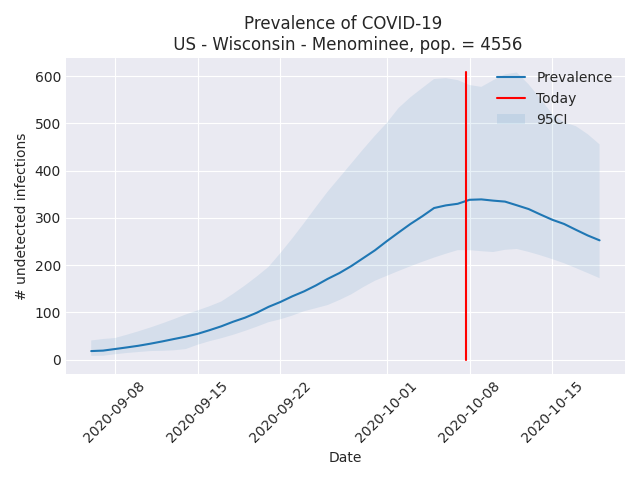 Prevalence of COVID-19
US - Wisconsin - Menominee, pop. = 4556
600
500
400
300
200
100
0
# undetected infections
Prevalence
Today
95CI
2020-09-08
2020-09-15
2020-09-22
2020-10-01
2020-10-08
2020-10-15
Date